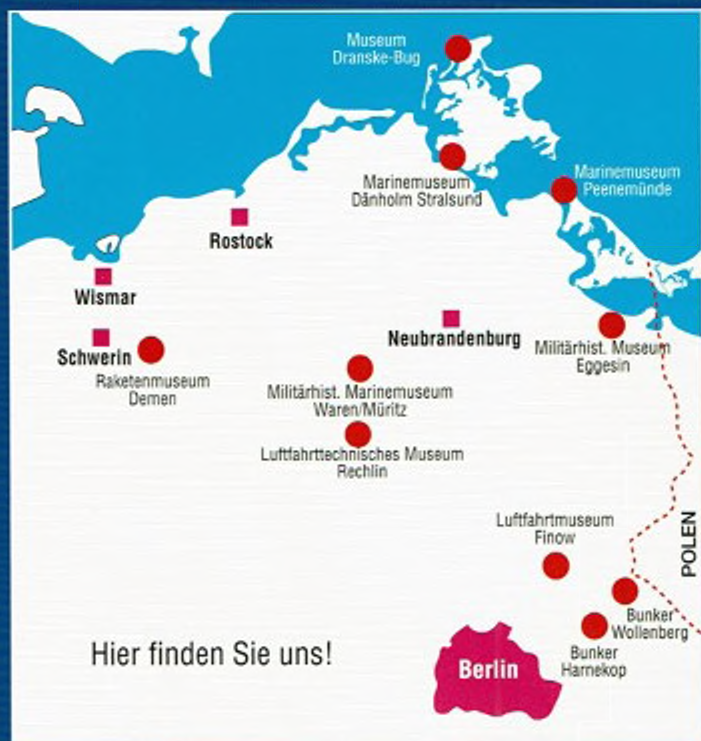 Museum
Dranske-Bug
Marinemuseum
Dänholm Stralsund
Marinemuseum
Peenemünde
Rostock
Wismar
Schwerin
Raketenmuseum
Demen
Neubrandenburg
Militärhist. Museum
Eggesin
Militärhist. Marinemuseum
Waren/Müritz
Luftfahrttechnisches Museum
Rechlin
Luftfahrtmuseum
Finow
POLEN
Bunker
Wollenberg
Bunker
Harnekop
Berlin
Hier finden Sie uns!